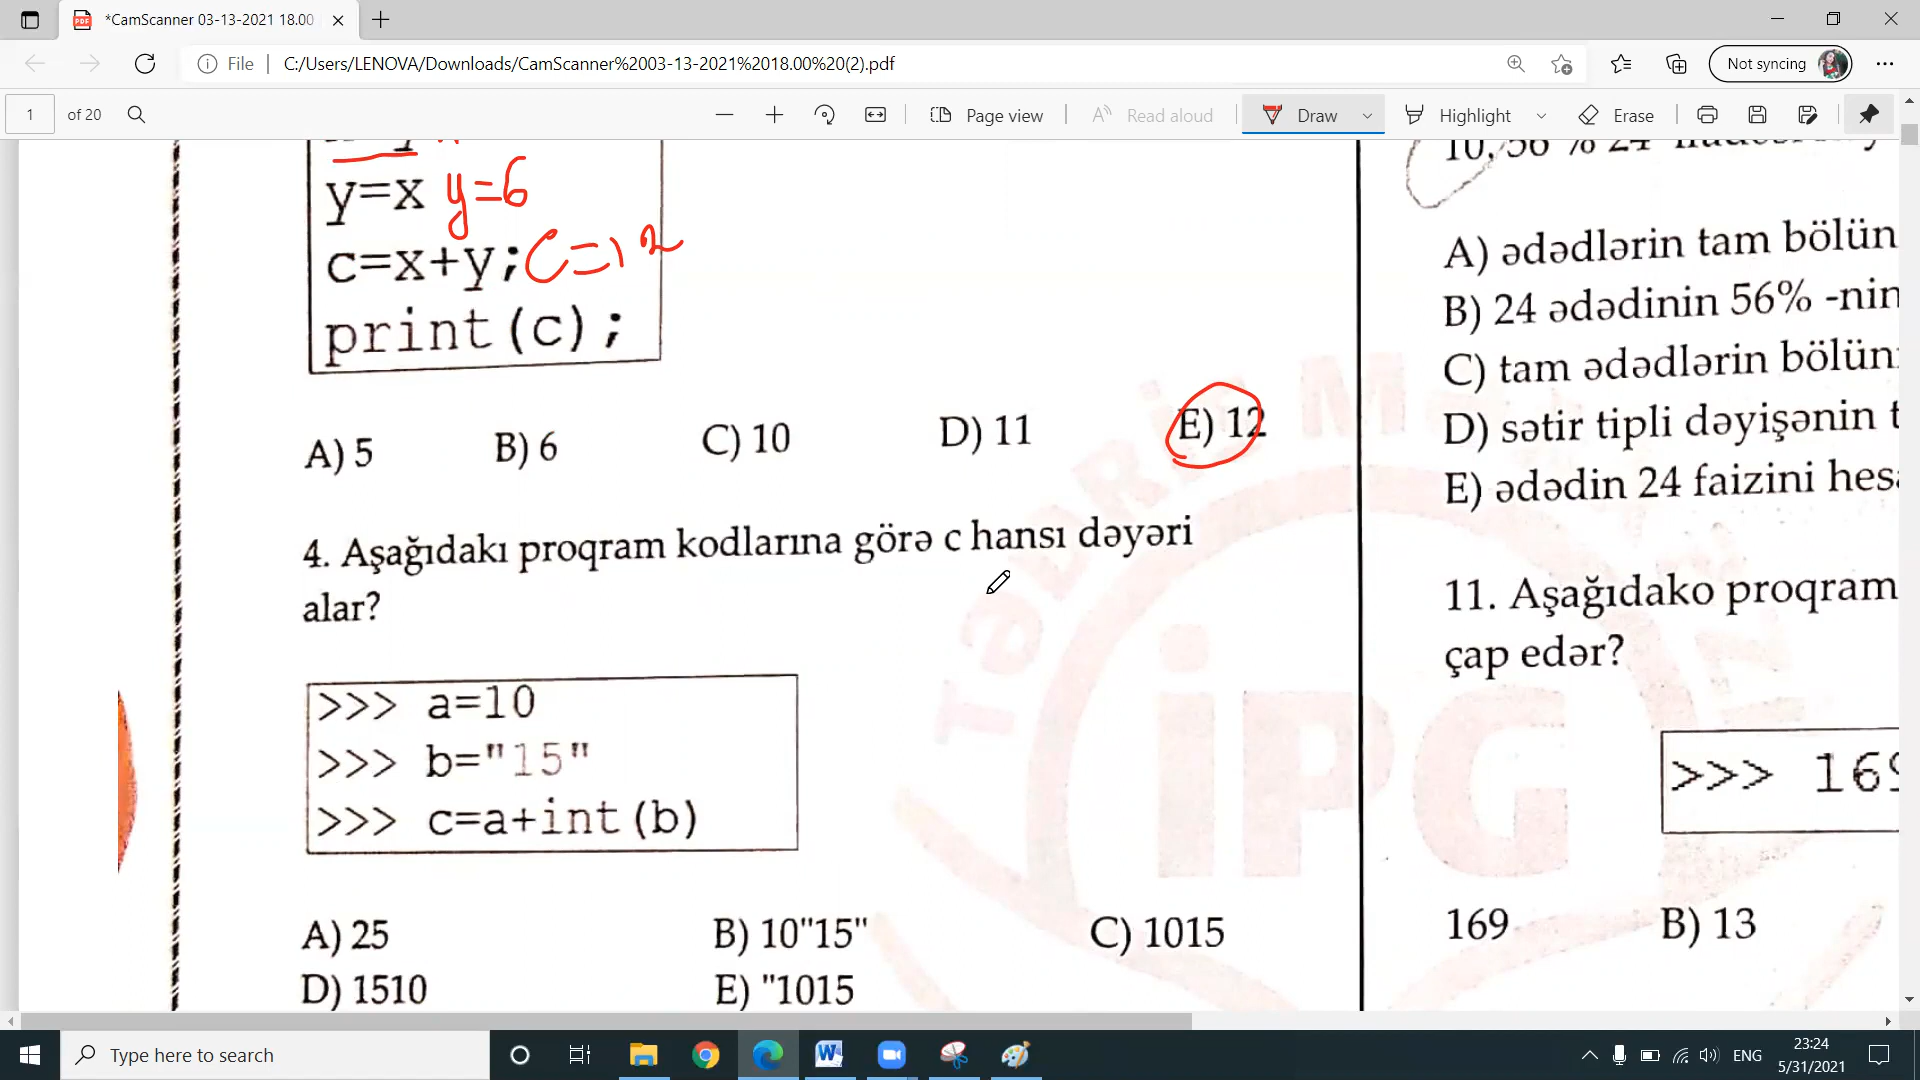 *CamScanner 03-13-2021 18.00
File
C:/Users/LENOVA/Downloads/CamScanner%2003-13-2021%2018.00%20(2).pdf
Not syncing
1 of 20
Page view
Read aloud
Draw
Highlight
Erase
y=x y=6
c=x+y; C=12
print(c);
A) 5 B) 6 C) 10 D) 11 E) 12
4. Aşağıdakı proqram kodlarına görə c hansı dəyəri
alar?
>>> a=10
>>> b="15"
>>> c=a+int(b)
A) 25 B) 10"15" C) 1015
D) 1510 E) "1015
A) ədədlərin tam bölün
B) 24 ədədinin 56% -nin
C) tam ədədlərin bölün
D) sətir tipli dəyişənin t
E) ədədin 24 faizini hes
11. Aşağıdako proqram
çap edər?
>>> 169
169 B) 13
TƏDRİ M
İPG
Type here to search
ENG
23:24
5/31/2021